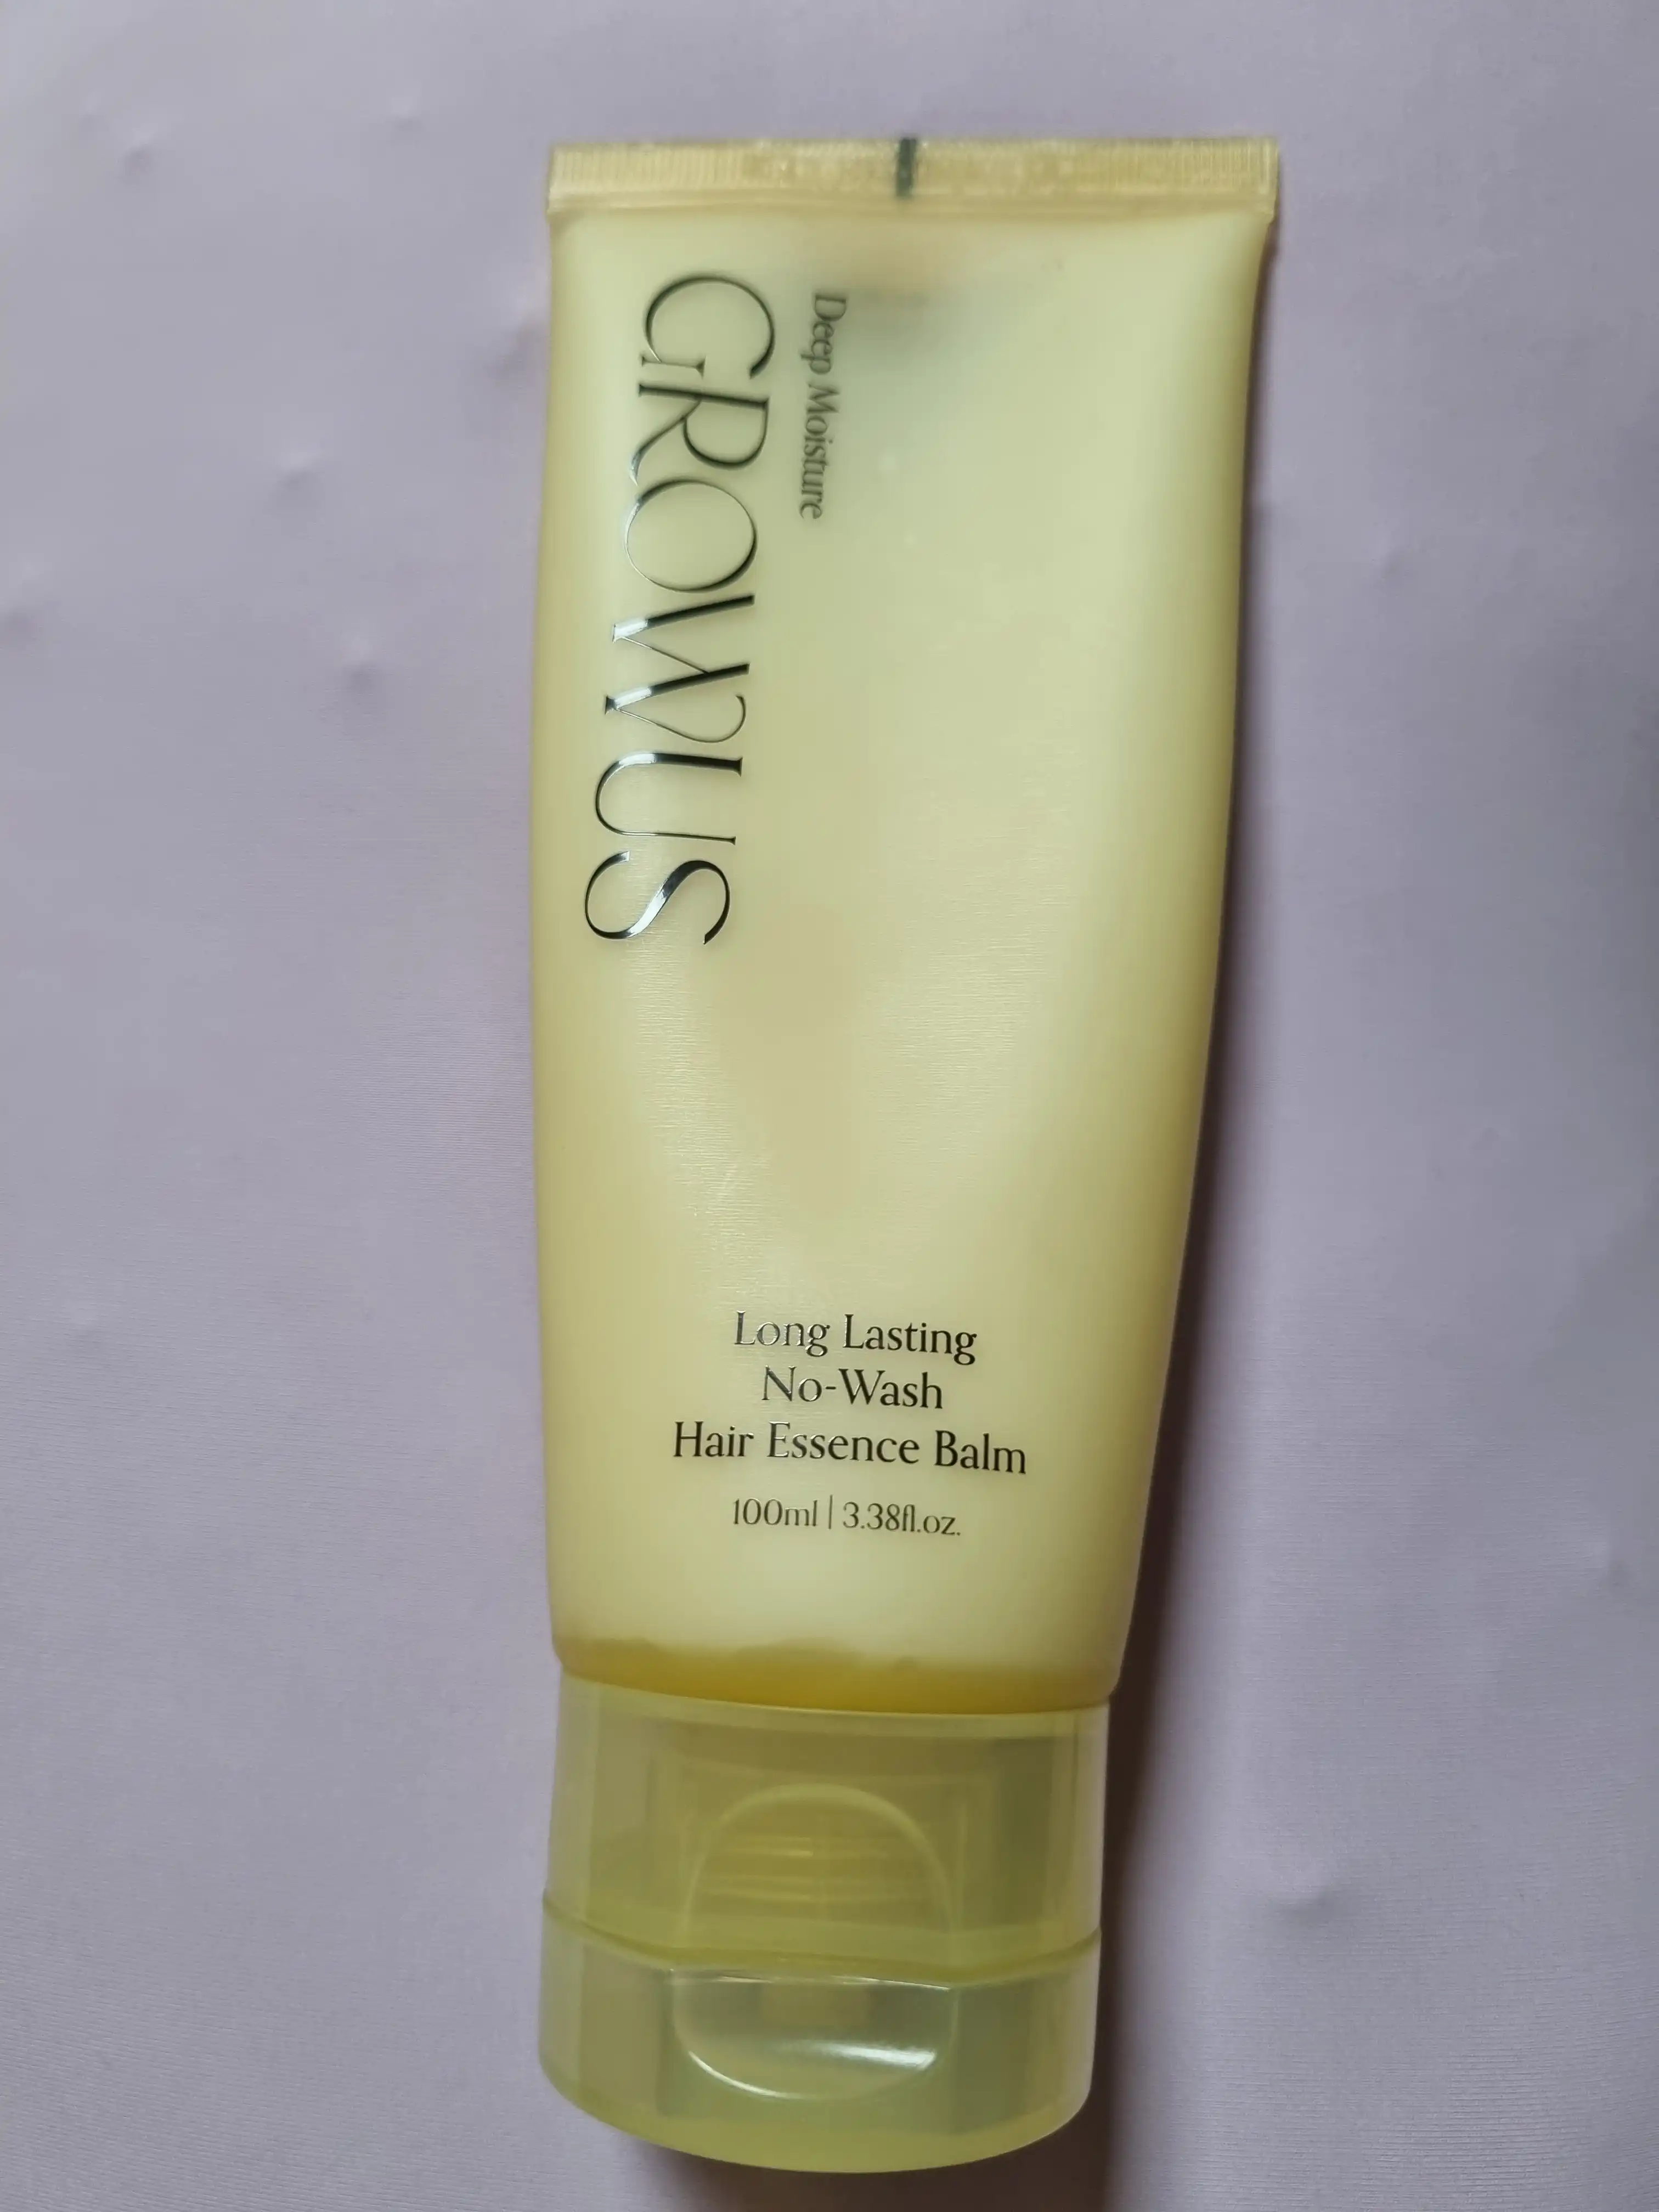 Deep Moisture
GROWUS
Long Lasting
No-Wash
Hair Essence Balm
100ml | 3.38fl.oz.